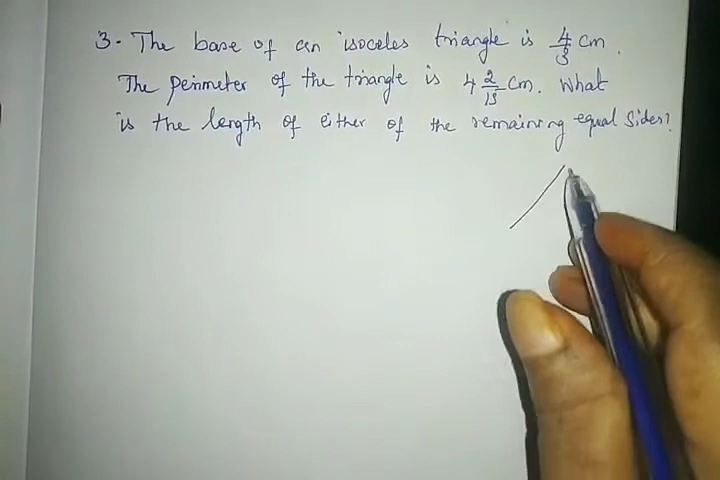 3. The base of an isoceles triangle is 4/3 cm.
The perimeter of the triangle is 4 2/15 cm. What
is the length of either of the remaining equal sides?